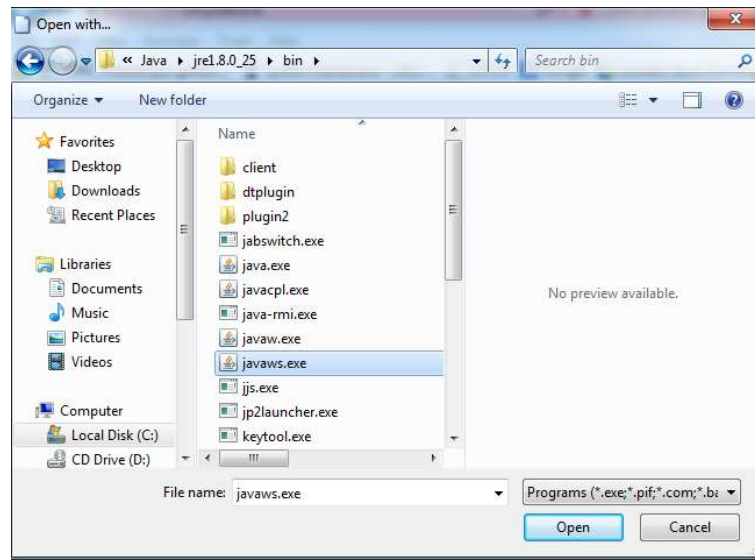 Open with...
« Java ▸ jre1.8.0_25 ▸ bin ▸
Search bin
Organize ▾ New folder
Favorites
Desktop
Downloads
Recent Places
Libraries
Documents
Music
Pictures
Videos
Computer
Local Disk (C:)
CD Drive (D:)
Name
client
dtplugin
plugin2
jabswitch.exe
java.exe
javacpl.exe
java-rmi.exe
javaw.exe
javaws.exe
jjs.exe
jp2launcher.exe
keytool.exe
No preview available.
File name: javaws.exe
Programs (*.exe;*.pif;*.com;*.ba
Open Cancel